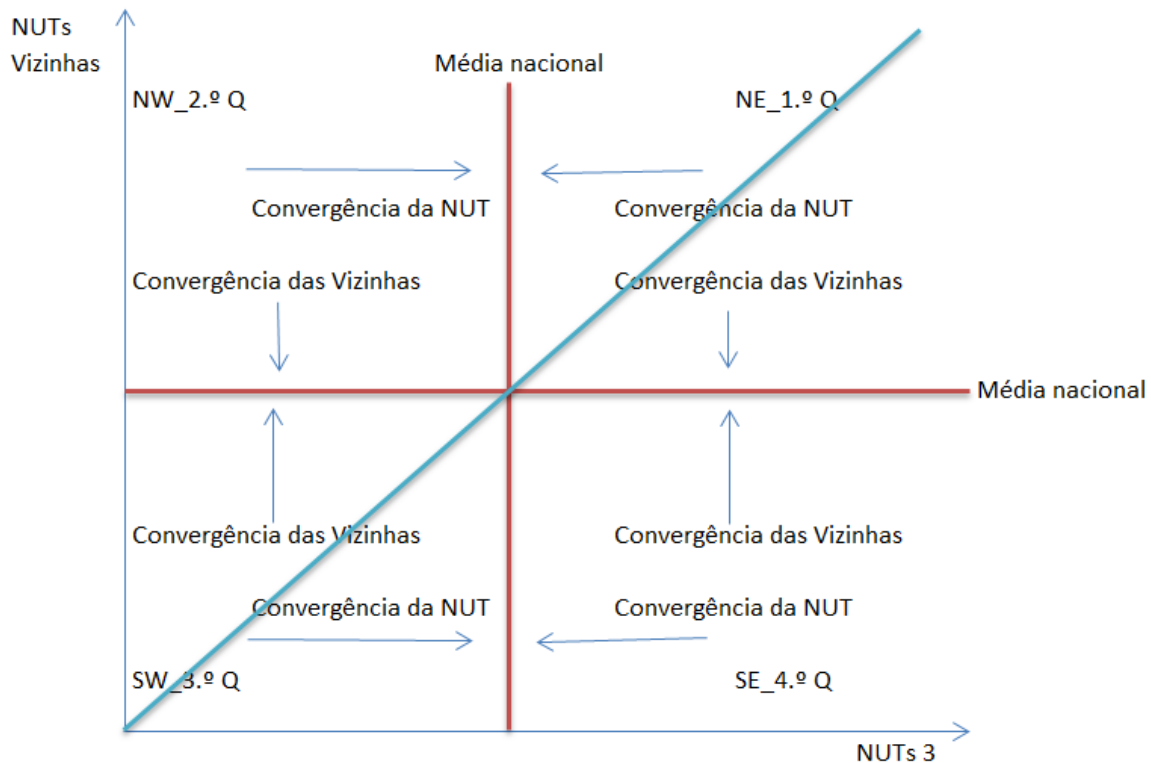 NUTs
Vizinhas
Média nacional
NW_2.º Q
NE_1.º Q
Convergência da NUT
Convergência da NUT
Convergência das Vizinhas
Convergência das Vizinhas
Média nacional
Convergência das Vizinhas
Convergência das Vizinhas
Convergência da NUT
Convergência da NUT
SW_3.º Q
SE_4.º Q
NUTs 3